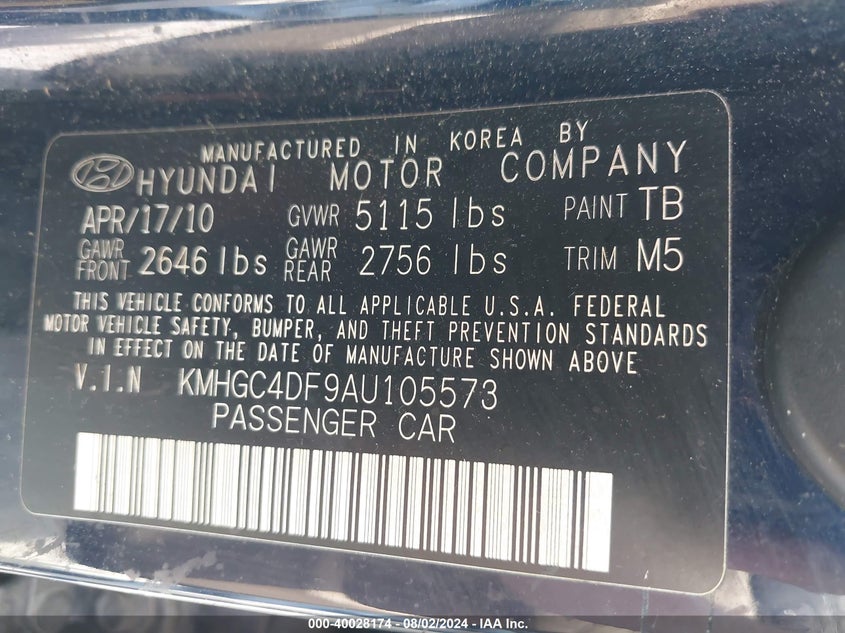 MANUFACTURED IN KOREA BY
HYUNDAI MOTOR COMPANY
APR/17/10 GVWR 5115 lbs PAINT TB
GAWR FRONT 2646 lbs GAWR REAR 2756 lbs TRIM M5
THIS VEHICLE CONFORMS TO ALL APPLICABLE U.S.A. FEDERAL
MOTOR VEHICLE SAFETY, BUMPER, AND THEFT PREVENTION STANDARDS
IN EFFECT ON THE DATE OF MANUFACTURE SHOWN ABOVE
V.I.N KMHGC4DF9AU105573
PASSENGER CAR
000-40028174 - 08/02/2024 - IAA Inc.